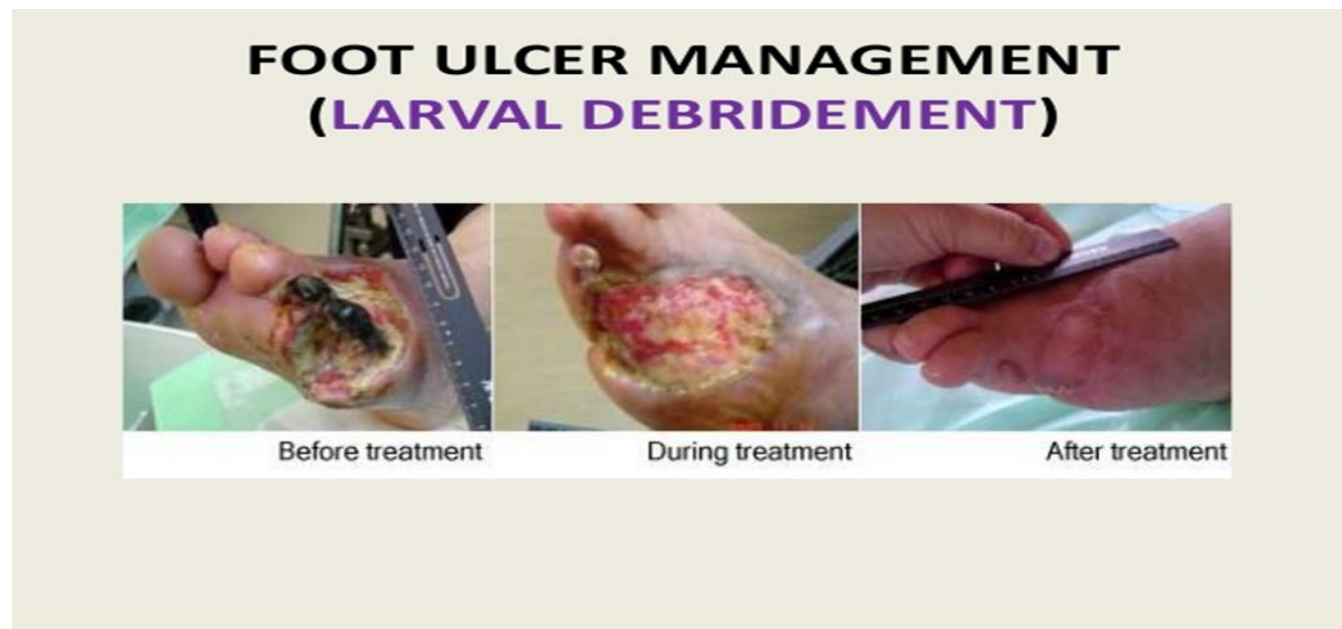 FOOT ULCER MANAGEMENT
(LARVAL DEBRIDEMENT)
Before treatment
During treatment
After treatment